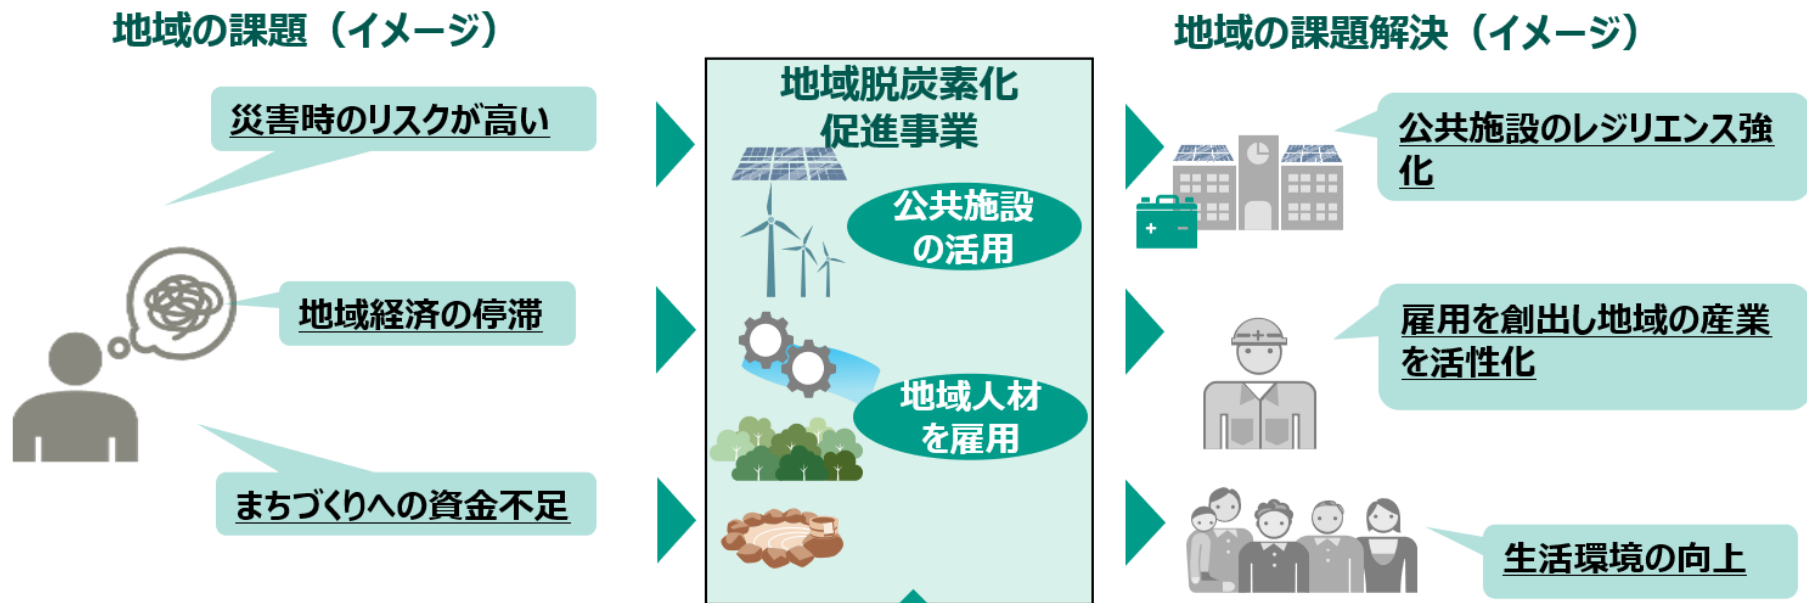 地域の課題（イメージ）
災害時のリスクが高い
地域経済の停滞
まちづくりへの資金不足
地域脱炭素化
促進事業
公共施設
の活用
地域人材
を雇用
地域の課題解決（イメージ）
公共施設のレジリエンス強
化
雇用を創出し地域の産業
を活性化
生活環境の向上